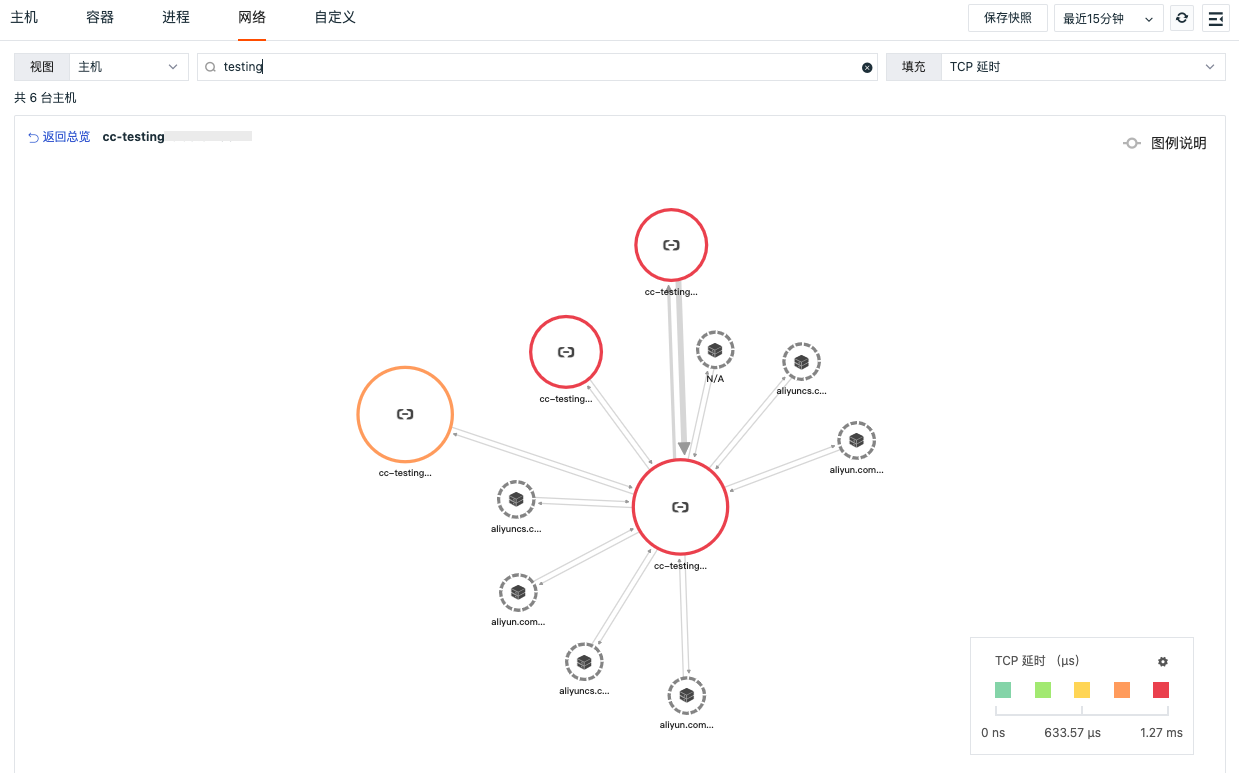 主机 容器 进程 网络 自定义 保存快照 最近15分钟
视图 主机 testing 填充 TCP 延时
共 6 台主机
返回总览 cc-testing
图例说明
cc-testing...
N/A
aliyuncs.c...
cc-testing...
aliyun.com...
cc-testing...
aliyuncs.c...
cc-testing...
aliyun.com...
aliyuncs.c...
aliyun.com...
TCP 延时 (µs)
0 ns 633.57 µs 1.27 ms